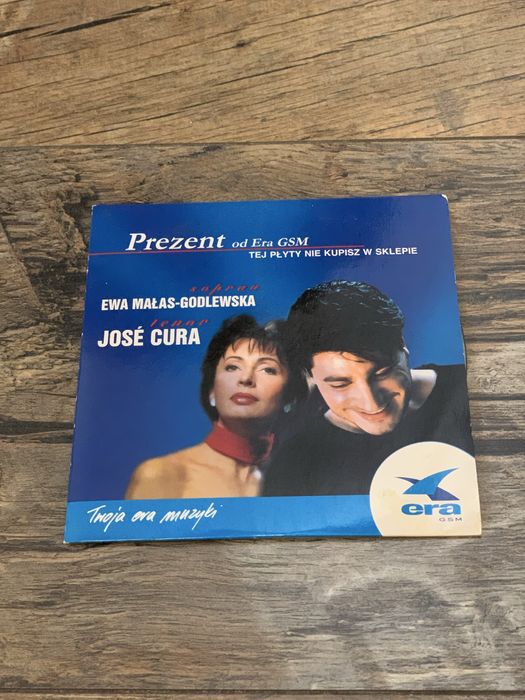 Prezent od Era GSM
TEJ PŁYTY NIE KUPISZ W SKLEPIE
sopran
EWA MAŁAS-GODLEWSKA
tenor
JOSÉ CURA
Twoja era muzyki
era
GSM